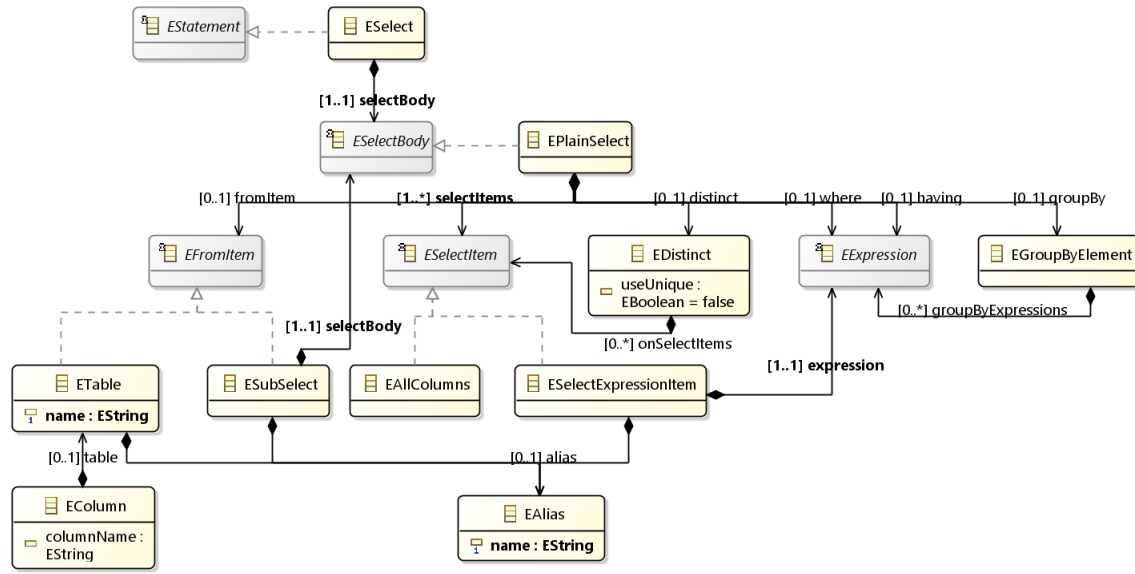 EStatement
ESelect
[1..1] selectBody
ESelectBody
EPlainSelect
[0..1] fromItem
[1..*] selectItems
[0..1] distinct
[0..1] where
[0..1] having
[0..1] groupBy
EFromItem
ESelectItem
EDistinct
useUnique :
EBoolean = false
EExpression
EGroupByElement
[0..*] groupByExpressions
[1..1] selectBody
[0..*] onSelectItems
[1..1] expression
ETable
name : EString
ESubSelect
EAllColumns
ESelectExpressionItem
[0..1] table
[0..1] alias
EColumn
columnName :
EString
EAlias
name : EString